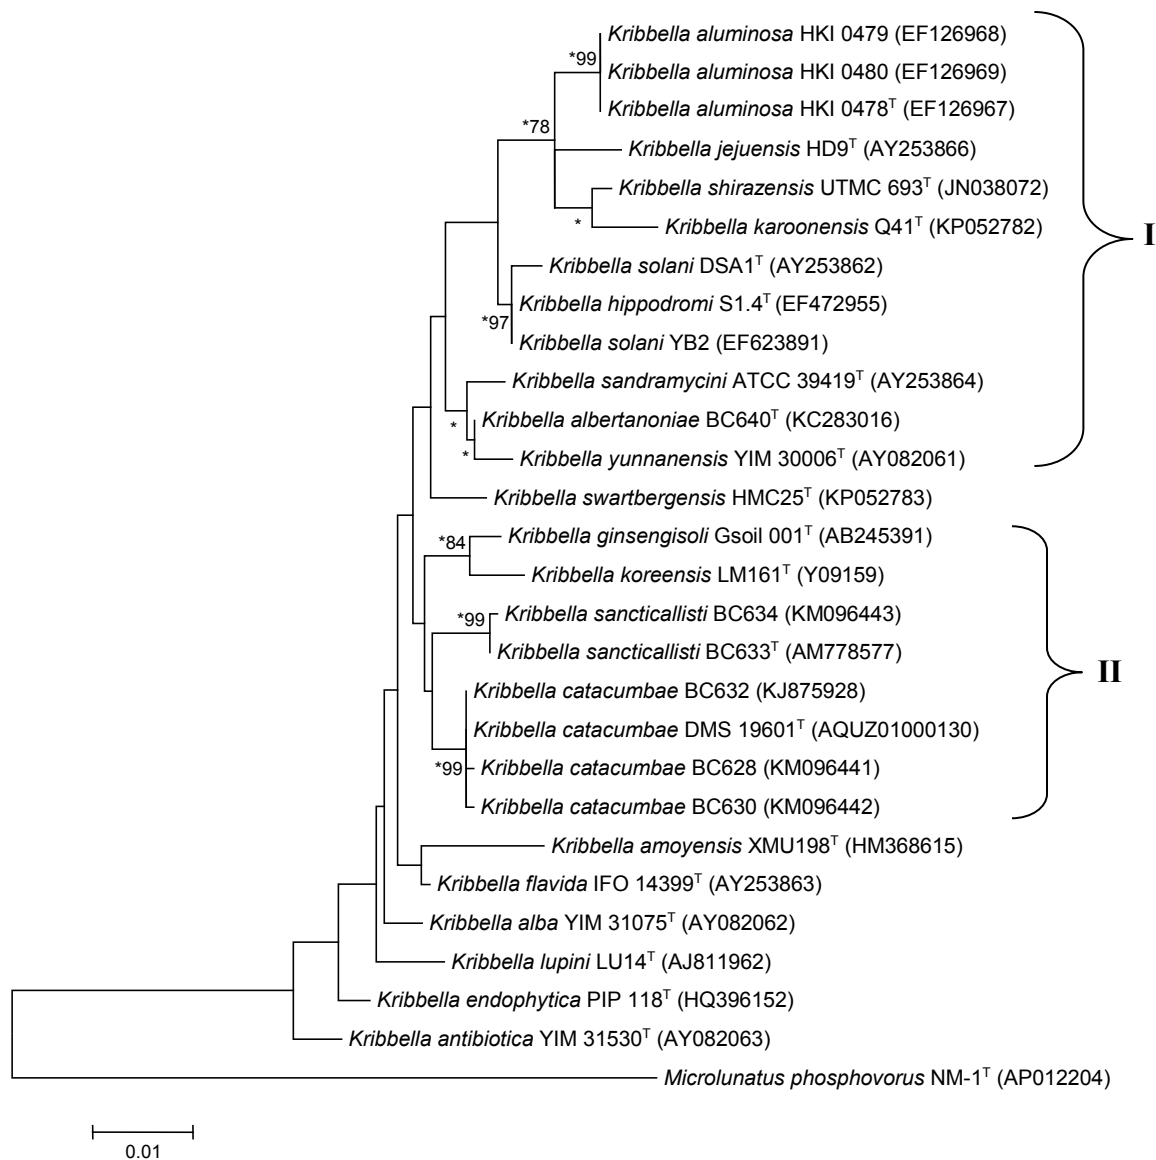 Kribbella aluminosa HKI 0479 (EF126968)
*99
Kribbella aluminosa HKI 0480 (EF126969)
Kribbella aluminosa HKI 0478T (EF126967)
*78
Kribbella jejuensis HD9T (AY253866)
Kribbella shirazensis UTMC 693T (JN038072)
*
Kribbella karoonensis Q41T (KP052782)
I
Kribbella solani DSA1T (AY253862)
Kribbella hippodromi S1.4T (EF472955)
*97
Kribbella solani YB2 (EF623891)
Kribbella sandramycini ATCC 39419T (AY253864)
Kribbella albertanoniae BC640T (KC283016)
*
*
Kribbella yunnanensis YIM 30006T (AY082061)
Kribbella swartbergensis HMC25T (KP052783)
Kribbella ginsengisoli Gsoil 001T (AB245391)
*84
Kribbella koreensis LM161T (Y09159)
Kribbella sancticallisti BC634 (KM096443)
*99
Kribbella sancticallisti BC633T (AM778577)
II
Kribbella catacumbae BC632 (KJ875928)
Kribbella catacumbae DMS 19601T (AQUZ01000130)
*99
Kribbella catacumbae BC628 (KM096441)
Kribbella catacumbae BC630 (KM096442)
Kribbella amoyensis XMU198T (HM368615)
Kribbella flavida IFO 14399T (AY253863)
Kribbella alba YIM 31075T (AY082062)
Kribbella lupini LU14T (AJ811962)
Kribbella endophytica PIP 118T (HQ396152)
Kribbella antibiotica YIM 31530T (AY082063)
Microlunatus phosphovorus NM-1T (AP012204)
0.01